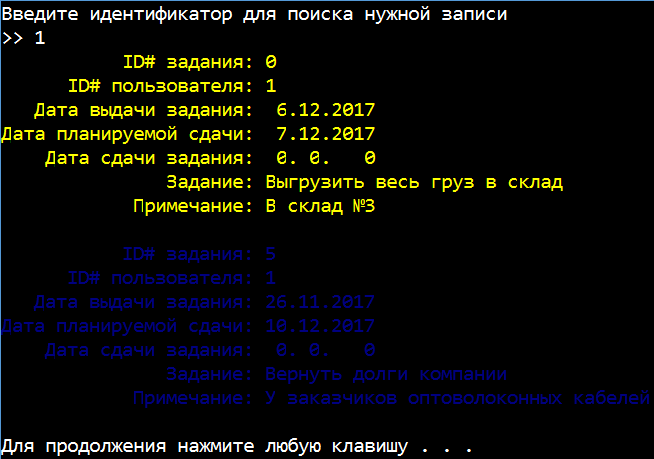 Введите идентификатор для поиска нужной записи
>> 1
ID# задания: 0
ID# пользователя: 1
Дата выдачи задания: 6.12.2017
Дата планируемой сдачи: 7.12.2017
Дата сдачи задания: 0. 0. 0
Задание: Выгрузить весь груз в склад
Примечание: В склад №3
ID# задания: 5
ID# пользователя: 1
Дата выдачи задания: 26.11.2017
Дата планируемой сдачи: 10.12.2017
Дата сдачи задания: 0. 0. 0
Задание: Вернуть долги компании
Примечание: У заказчиков оптоволоконных кабелей
Для продолжения нажмите любую клавишу . . .